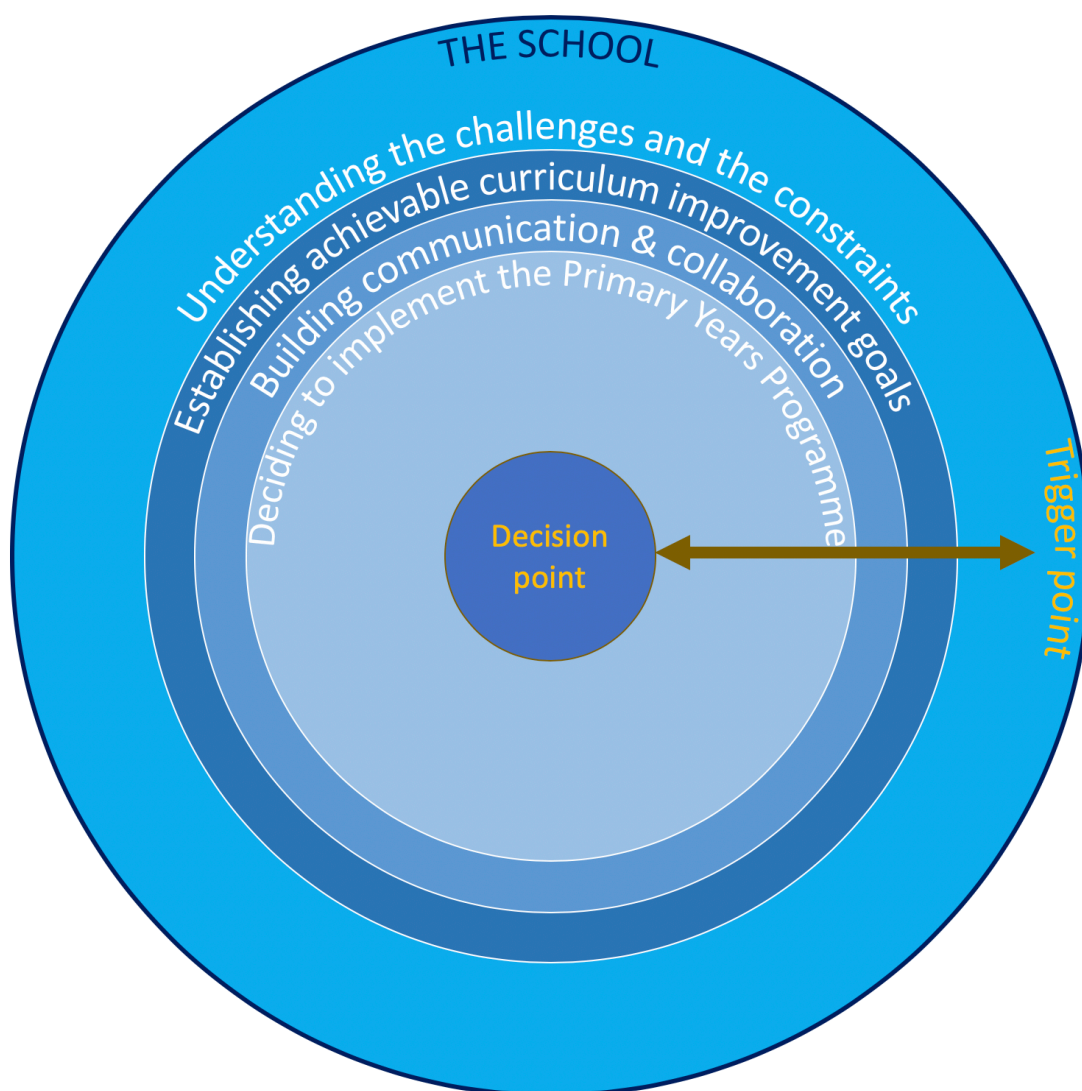 THE SCHOOL
Understanding the challenges and the constraints
Establishing achievable curriculum improvement goals
Building communication & collaboration
Deciding to implement the Primary Years Programme
Decision
point
Trigger point